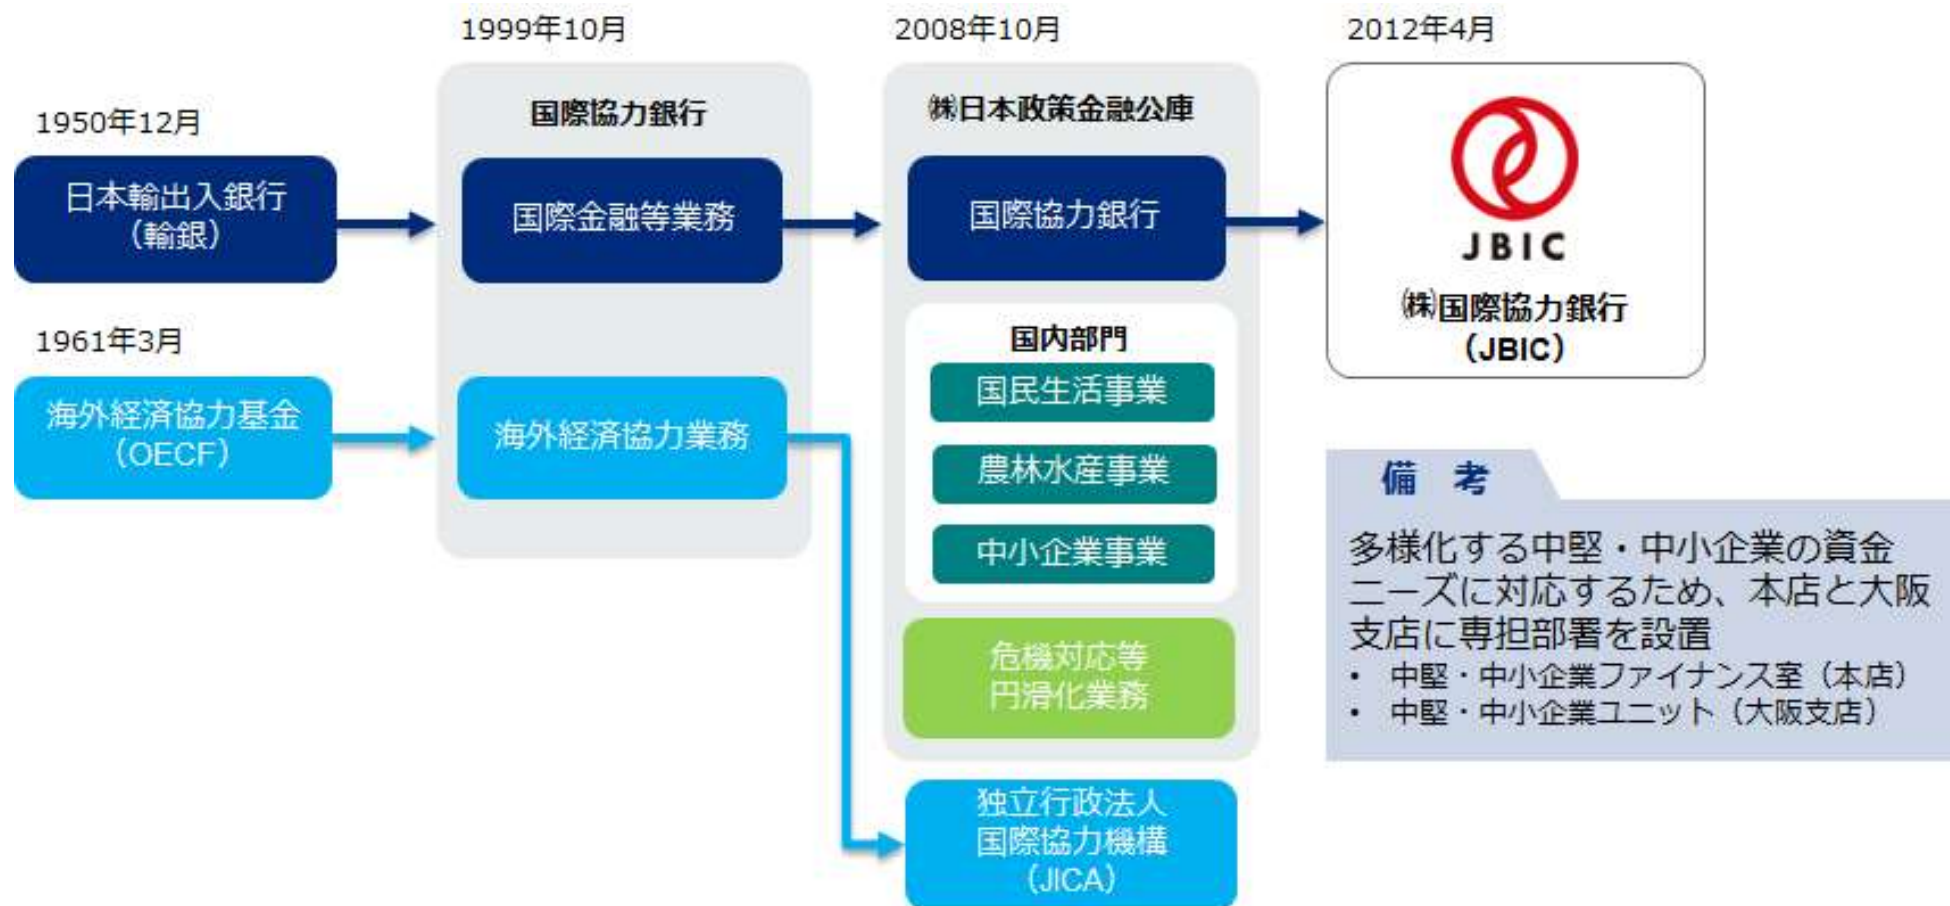 1950年12月
日本輸出入銀行
（輸銀）
1961年3月
海外経済協力基金
（OECF）
1999年10月
国際協力銀行
国際金融等業務
海外経済協力業務
2008年10月
㈱日本政策金融公庫
国際協力銀行
国内部門
国民生活事業
農林水産事業
中小企業事業
危機対応等
円滑化業務
独立行政法人
国際協力機構
（JICA）
2012年4月
JBIC
㈱国際協力銀行
（JBIC）
備 考
多様化する中堅・中小企業の資金
ニーズに対応するため、本店と大阪
支店に専担部署を設置
• 中堅・中小企業ファイナンス室（本店）
• 中堅・中小企業ユニット（大阪支店）